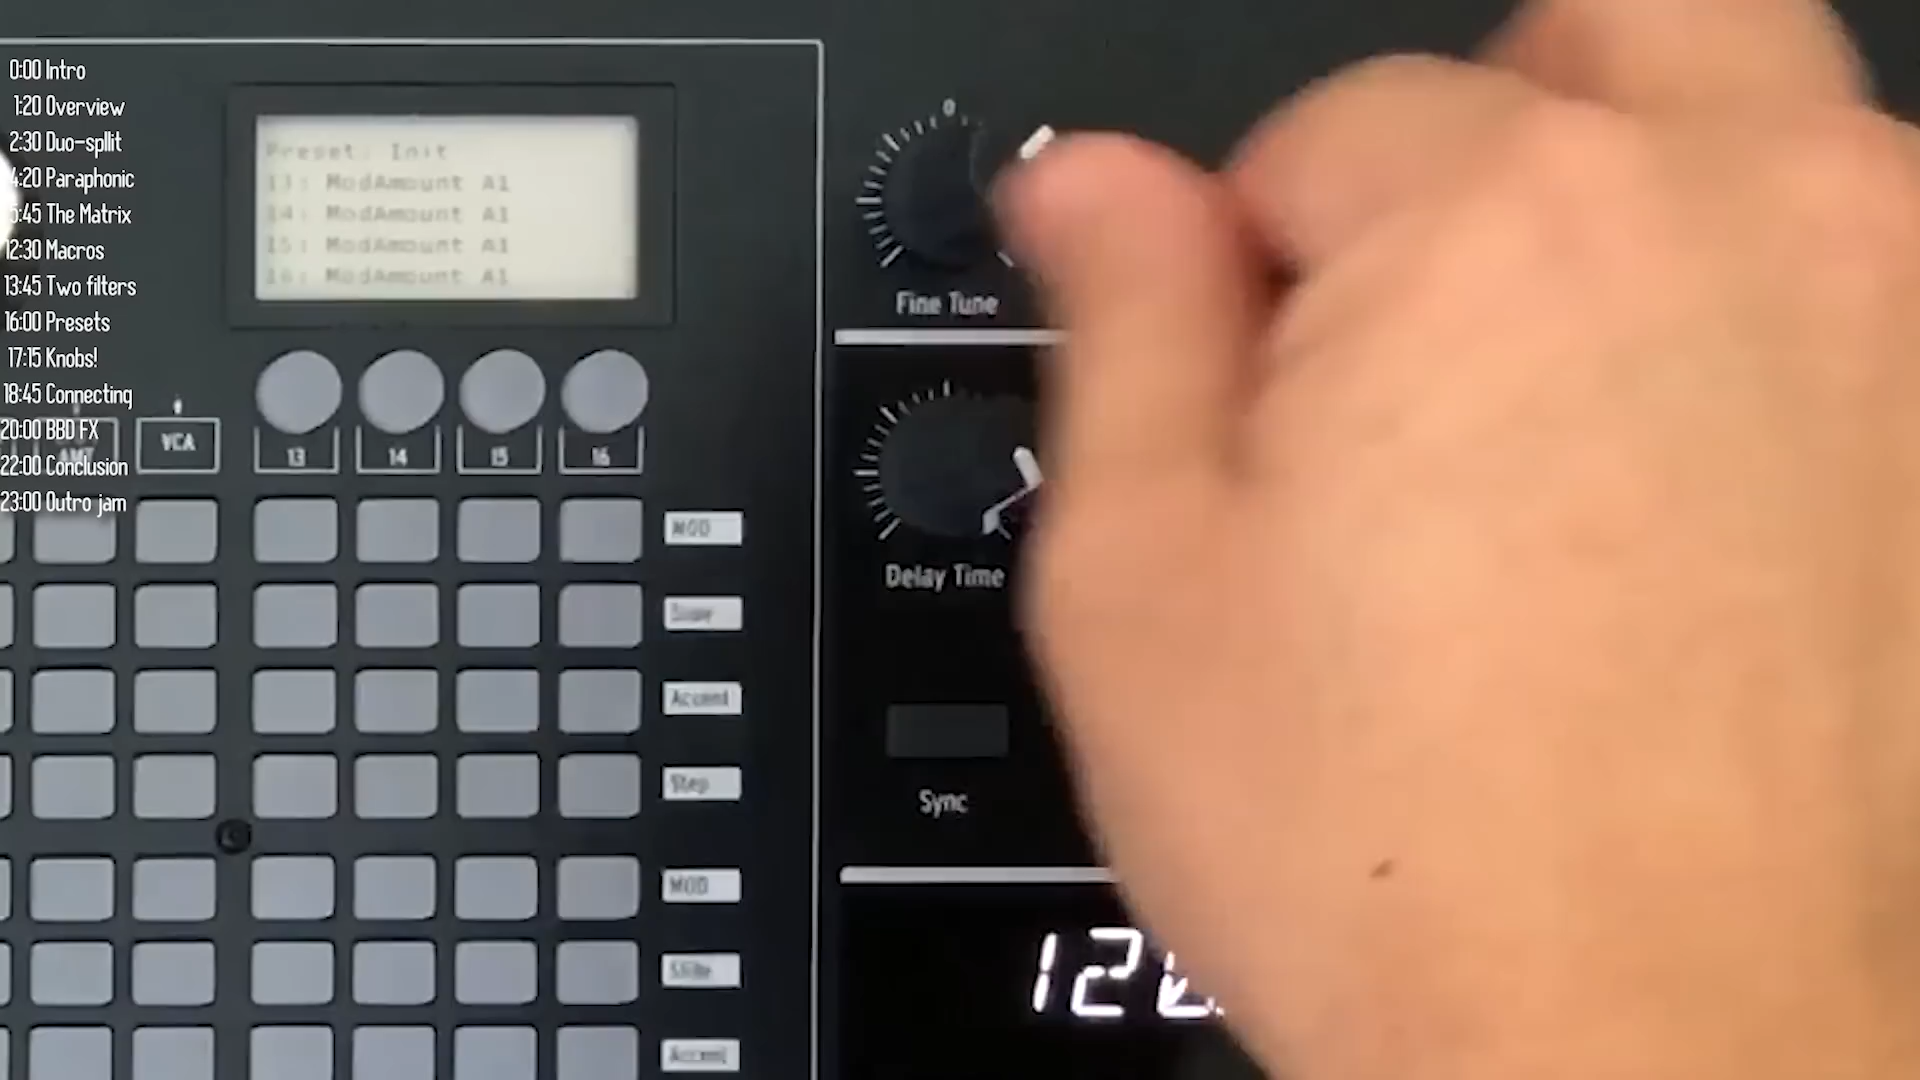 0:00 Intro
1:20 Overview
2:30 Duo-spllit
4:20 Paraphonic
5:45 The Matrix
12:30 Macros
13:45 Two filters
16:00 Presets
17:15 Knobs!
18:45 Connecting
20:00 BBD FX
22:00 Conclusion
23:00 Outro jam
Preset: Init
13: ModAmount A1
14: ModAmount A1
15: ModAmount A1
16: ModAmount A1
AMT
VCA
13
14
15
16
MOD
Accent
Step
MOD
Slide
Accent
0
Fine Tune
Delay Time
Sync